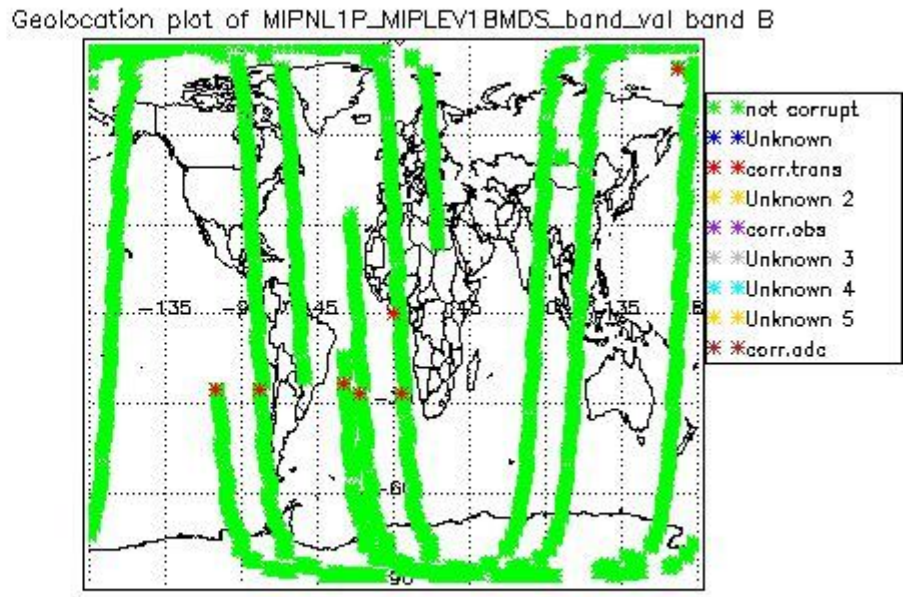 Geolocation plot of MIPNL1P_MIPLEV1BMDS_band_val band B
not corrupt
Unknown
corr.trans
Unknown 2
corr.obs
Unknown 3
Unknown 4
Unknown 5
corr.adc
-135
45
135
-60
90